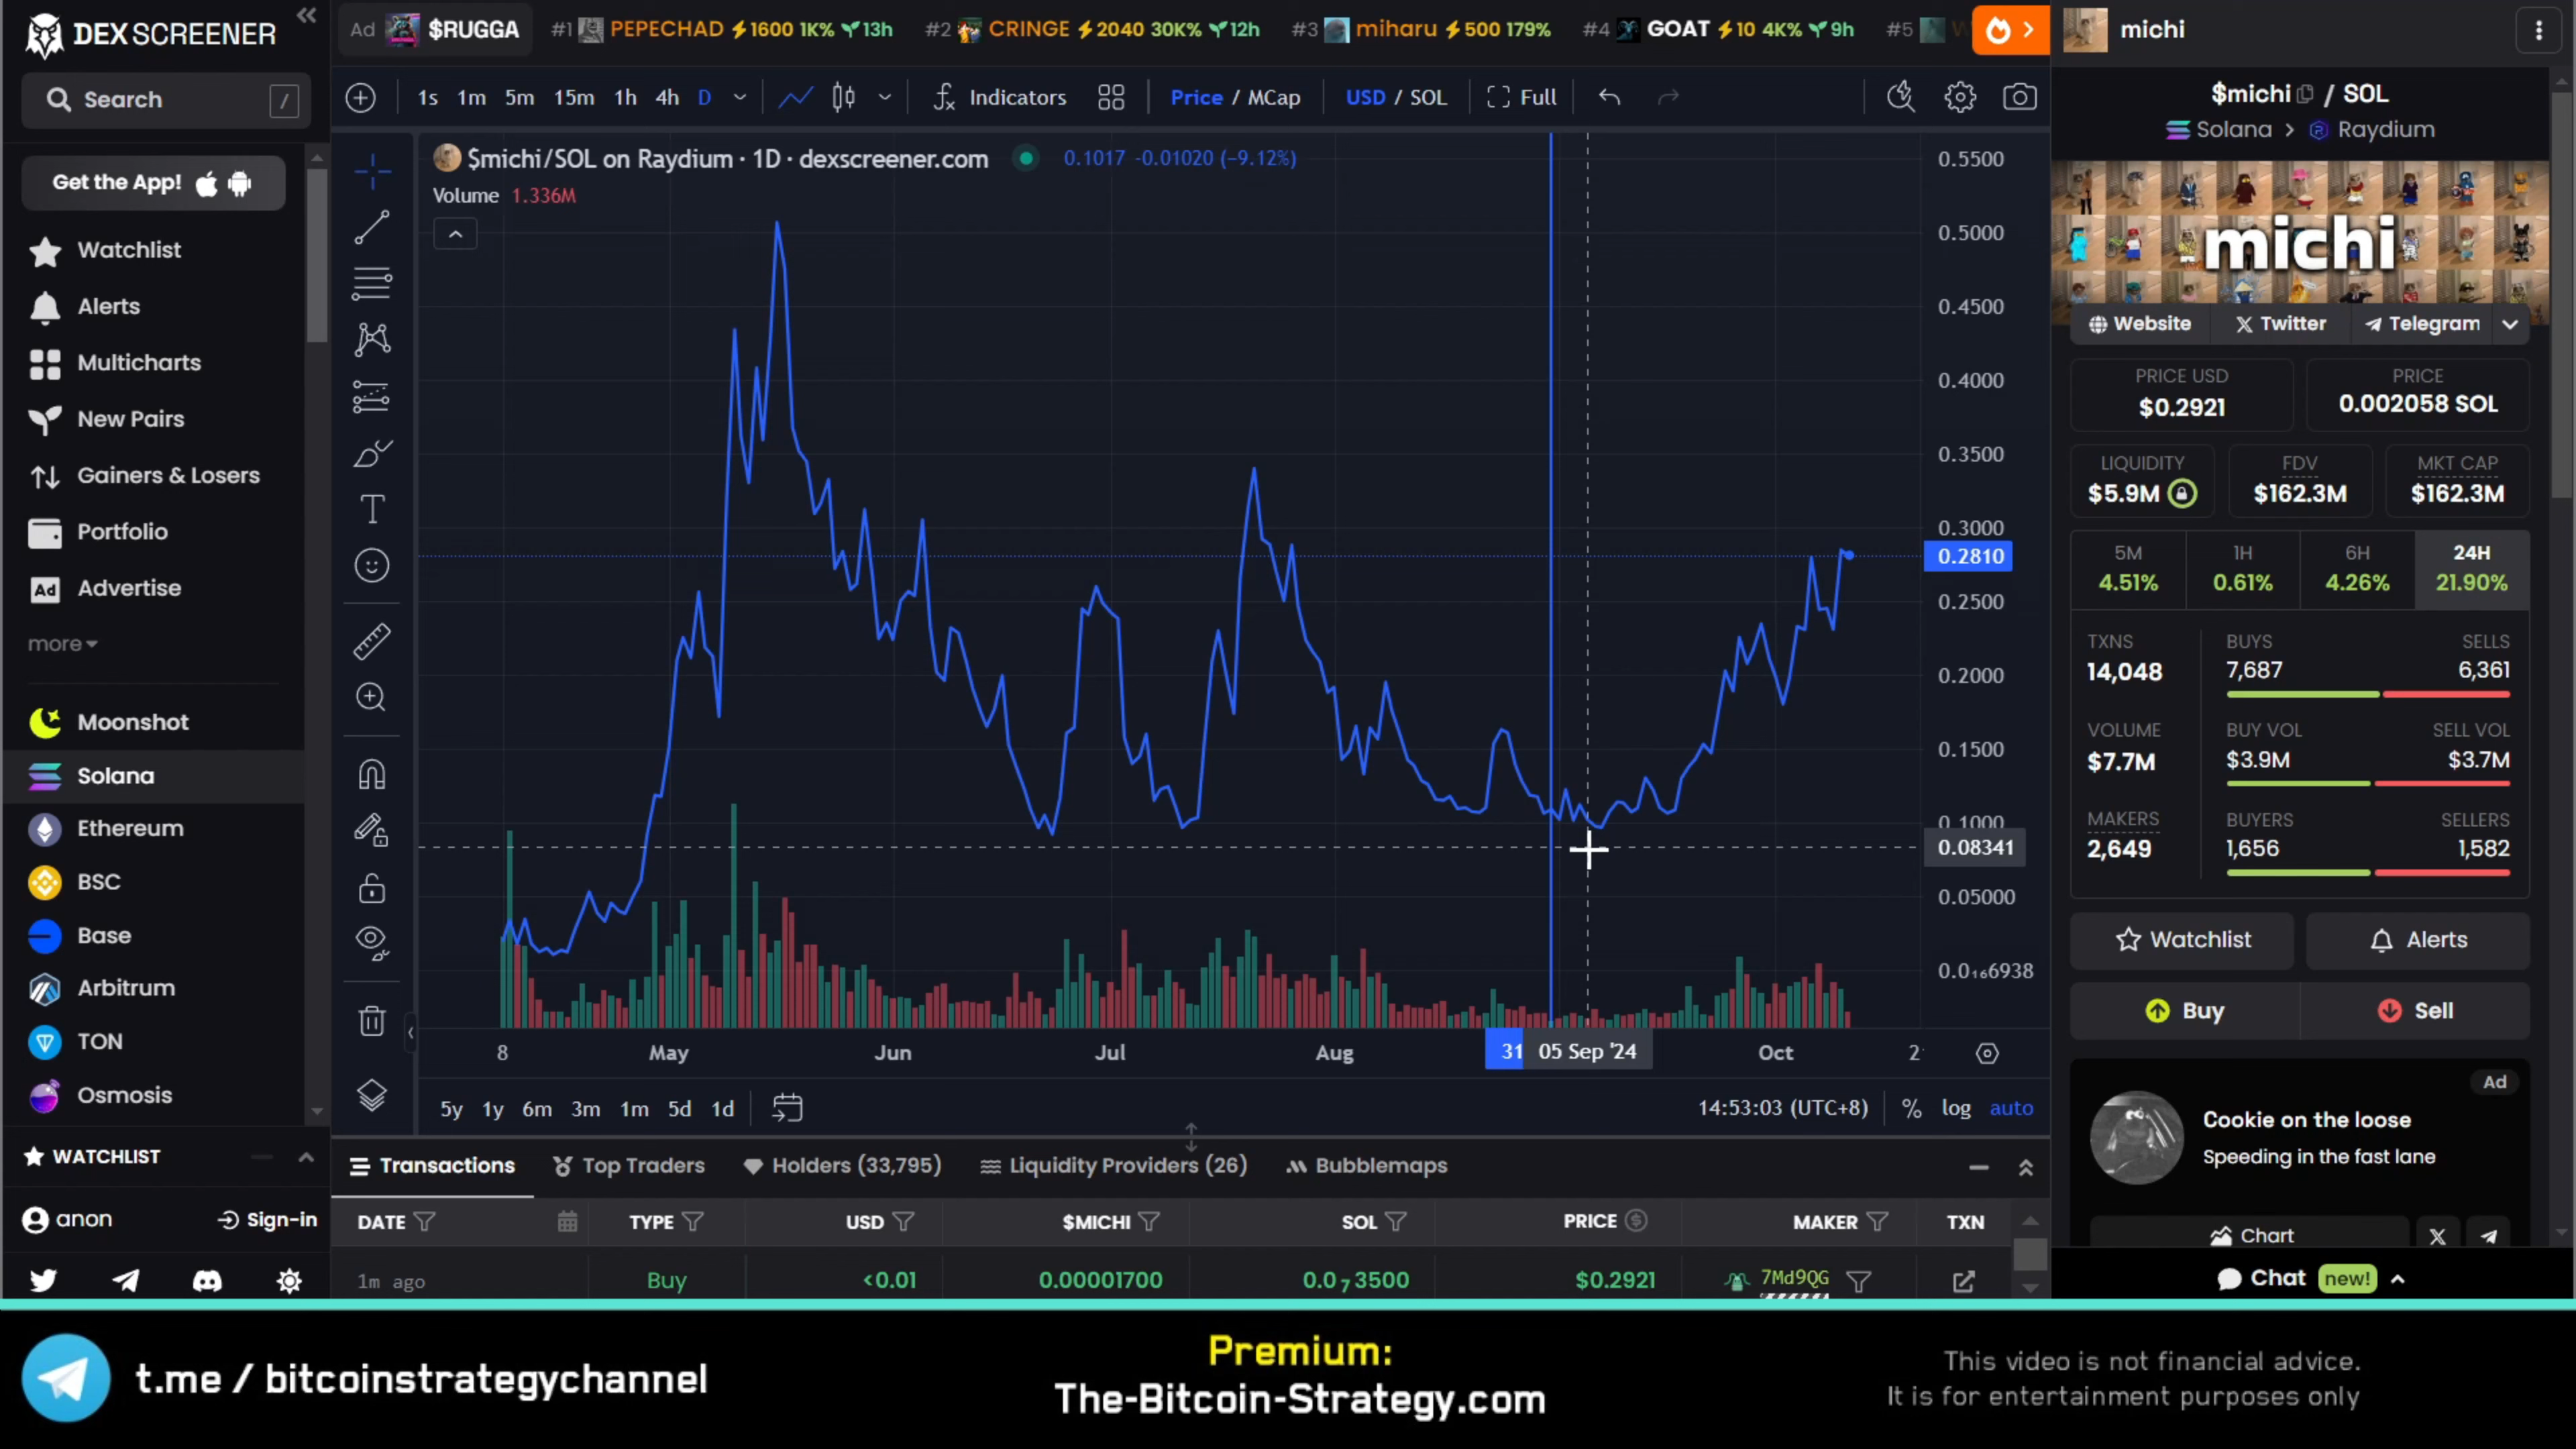 DEX SCREENER
Search
/
Get the App!
Watchlist
Alerts
Multicharts
New Pairs
Gainers & Losers
Portfolio
Ad
Advertise
more
Moonshot
Solana
Ethereum
BSC
Base
Arbitrum
TON
Osmosis
WATCHLIST
anon
Sign-in
Ad $RUGGA #1 PEPECHAD 1600 1K% 13h #2 CRINGE 2040 30K% 12h #3 miharu 500 179% #4 GOAT 10 4K% 9h #5
1s 1m 5m 15m 1h 4h D Indicators Price / MCap USD / SOL Full
$michi/SOL on Raydium · 1D · dexscreener.com 0.1017 -0.01020 (-9.12%)
Volume 1.336M
0.5500
0.5000
0.4500
0.4000
0.3500
0.3000
0.2810
0.2500
0.2000
0.1500
0.1000
0.08341
0.05000
0.0₁₆6938
8 May Jun Jul Aug 31 05 Sep '24 Oct 2
5y 1y 6m 3m 1m 5d 1d 14:53:03 (UTC+8) % log auto
Transactions Top Traders Holders (33,795) Liquidity Providers (26) Bubblemaps
DATE TYPE USD $MICHI SOL PRICE MAKER TXN
1m ago Buy <0.01 0.00001700 0.0₇3500 $0.2921 7Md9QG
michi
$michi / SOL
Solana > Raydium
michi
Website Twitter Telegram
PRICE USD PRICE
$0.2921 0.002058 SOL
LIQUIDITY FDV MKT CAP
$5.9M $162.3M $162.3M
5M 1H 6H 24H
4.51% 0.61% 4.26% 21.90%
TXNS BUYS SELLS
14,048 7,687 6,361
VOLUME BUY VOL SELL VOL
$7.7M $3.9M $3.7M
MAKERS BUYERS SELLERS
2,649 1,656 1,582
Watchlist Alerts
Buy Sell
Ad
Cookie on the loose
Speeding in the fast lane
Chart
Chat new!
t.me / bitcoinstrategychannel
Premium:
The-Bitcoin-Strategy.com
This video is not financial advice.
It is for entertainment purposes only